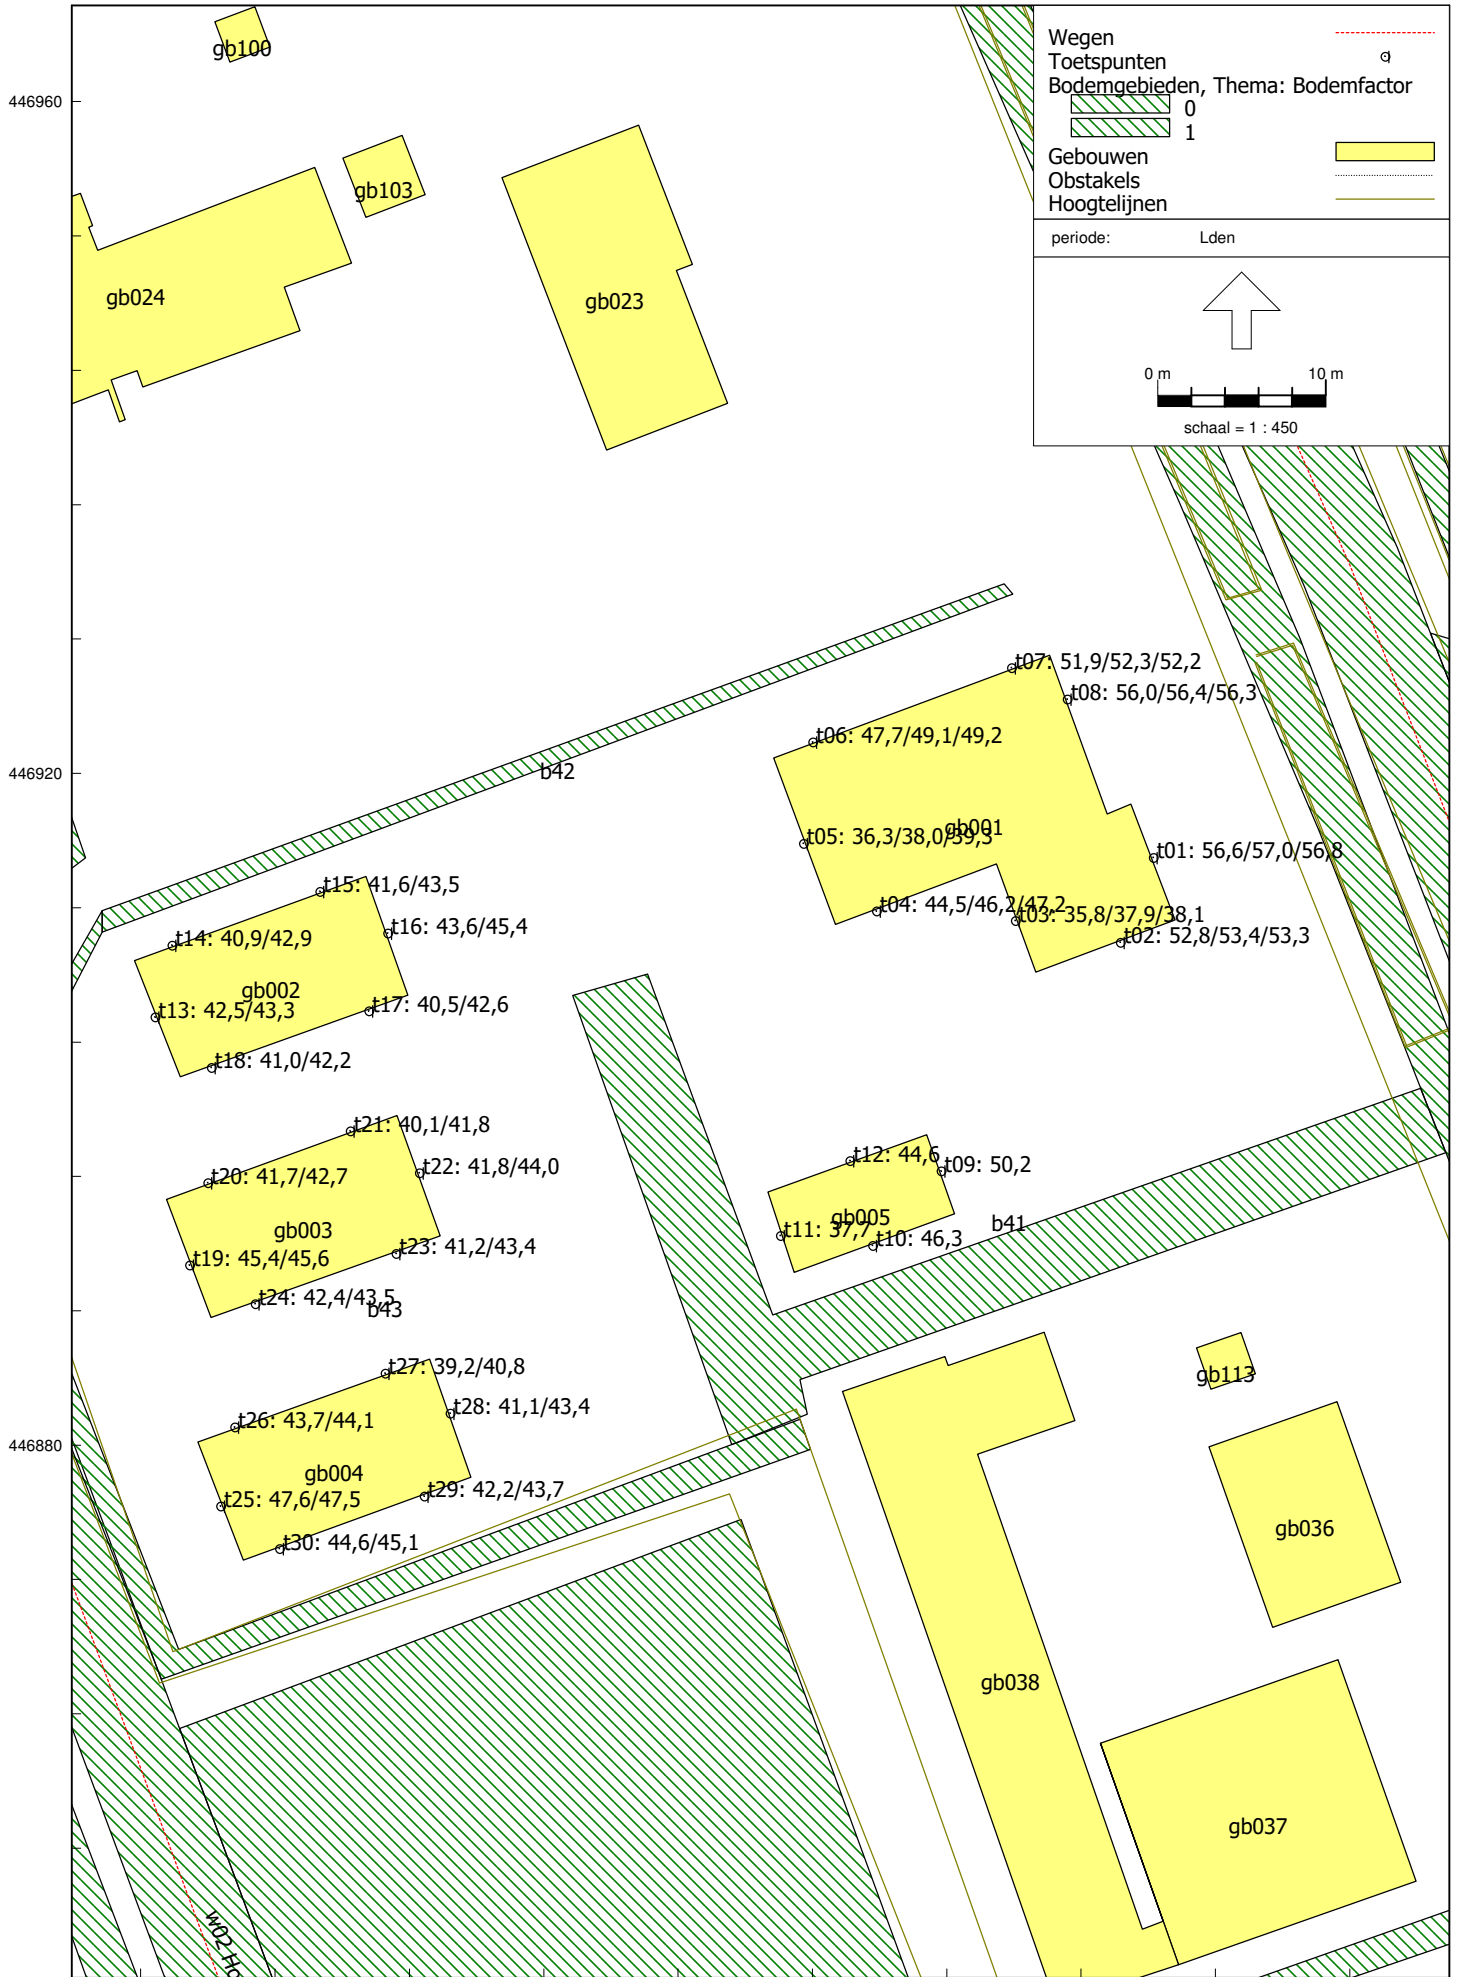 gb100
Wegen
Toetspunten
Bodemgebieden, Thema: Bodemfactor
0
1
Gebouwen
Obstakels
Hoogtelijnen
periode: Lden
0 m 10 m
schaal = 1 : 450
446960
gb103
gb024
gb023
t07: 51,9/52,3/52,2
t08: 56,0/56,4/56,3
t06: 47,7/49,1/49,2
446920
b42
gb001
t05: 36,3/38,0/39,3
t01: 56,6/57,0/56,8
t15: 41,6/43,5
t04: 44,5/46,2/47,2
t03: 35,8/37,9/38,1
t16: 43,6/45,4
t02: 52,8/53,4/53,3
t14: 40,9/42,9
gb002
t13: 42,5/43,3
t17: 40,5/42,6
t18: 41,0/42,2
t21: 40,1/41,8
t12: 44,6
t09: 50,2
t22: 41,8/44,0
t20: 41,7/42,7
gb005
b41
gb003
t11: 37,7
t10: 46,3
t23: 41,2/43,4
t19: 45,4/45,6
t24: 42,4/43,5
b43
t27: 39,2/40,8
gb113
t28: 41,1/43,4
t26: 43,7/44,1
446880
gb004
t29: 42,2/43,7
t25: 47,6/47,5
gb036
t30: 44,6/45,1
gb038
gb037
w02 Ho